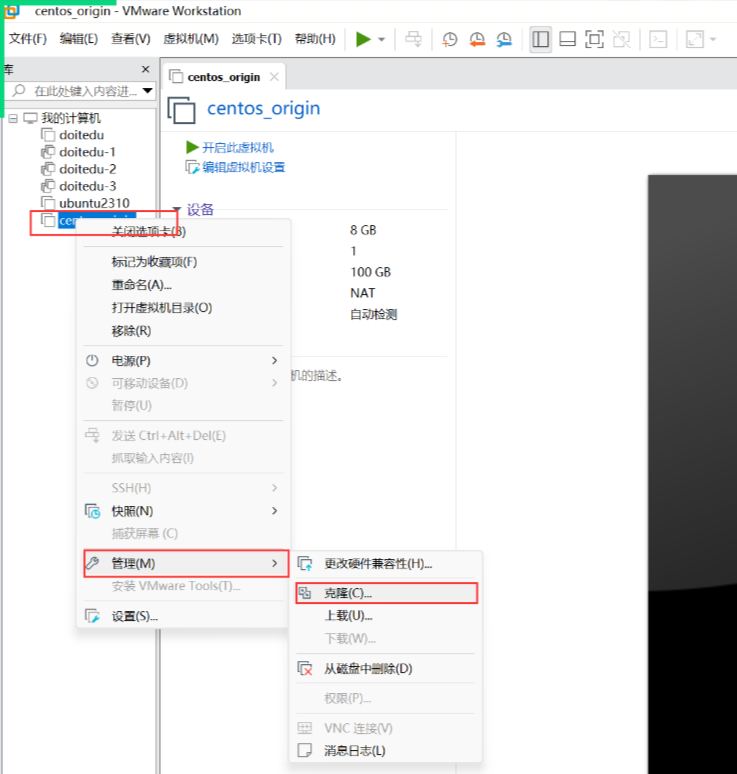 centos_origin - VMware Workstation
文件(F) 编辑(E) 查看(V) 虚拟机(M) 选项卡(T) 帮助(H)
库
在此处键入内容进...
我的计算机
doitedu
doitedu-1
doitedu-2
doitedu-3
ubuntu2310
centos_origin
centos_origin
开启此虚拟机
编辑虚拟机设置
设备
8 GB
1
100 GB
NAT
自动检测
机的描述。
关闭选项卡(B)
标记为收藏项(F)
重命名(A)...
打开虚拟机目录(O)
移除(R)
电源(P)
可移动设备(D)
暂停(U)
发送 Ctrl+Alt+Del(E)
抓取输入内容(I)
SSH(H)
快照(N)
捕获屏幕 (C)
管理(M)
安装 VMware Tools(T)...
设置(S)...
更改硬件兼容性(H)...
克隆(C)...
上载(U)...
下载(W)...
从磁盘中删除(D)
权限(P)...
VNC 连接(V)
消息日志(L)